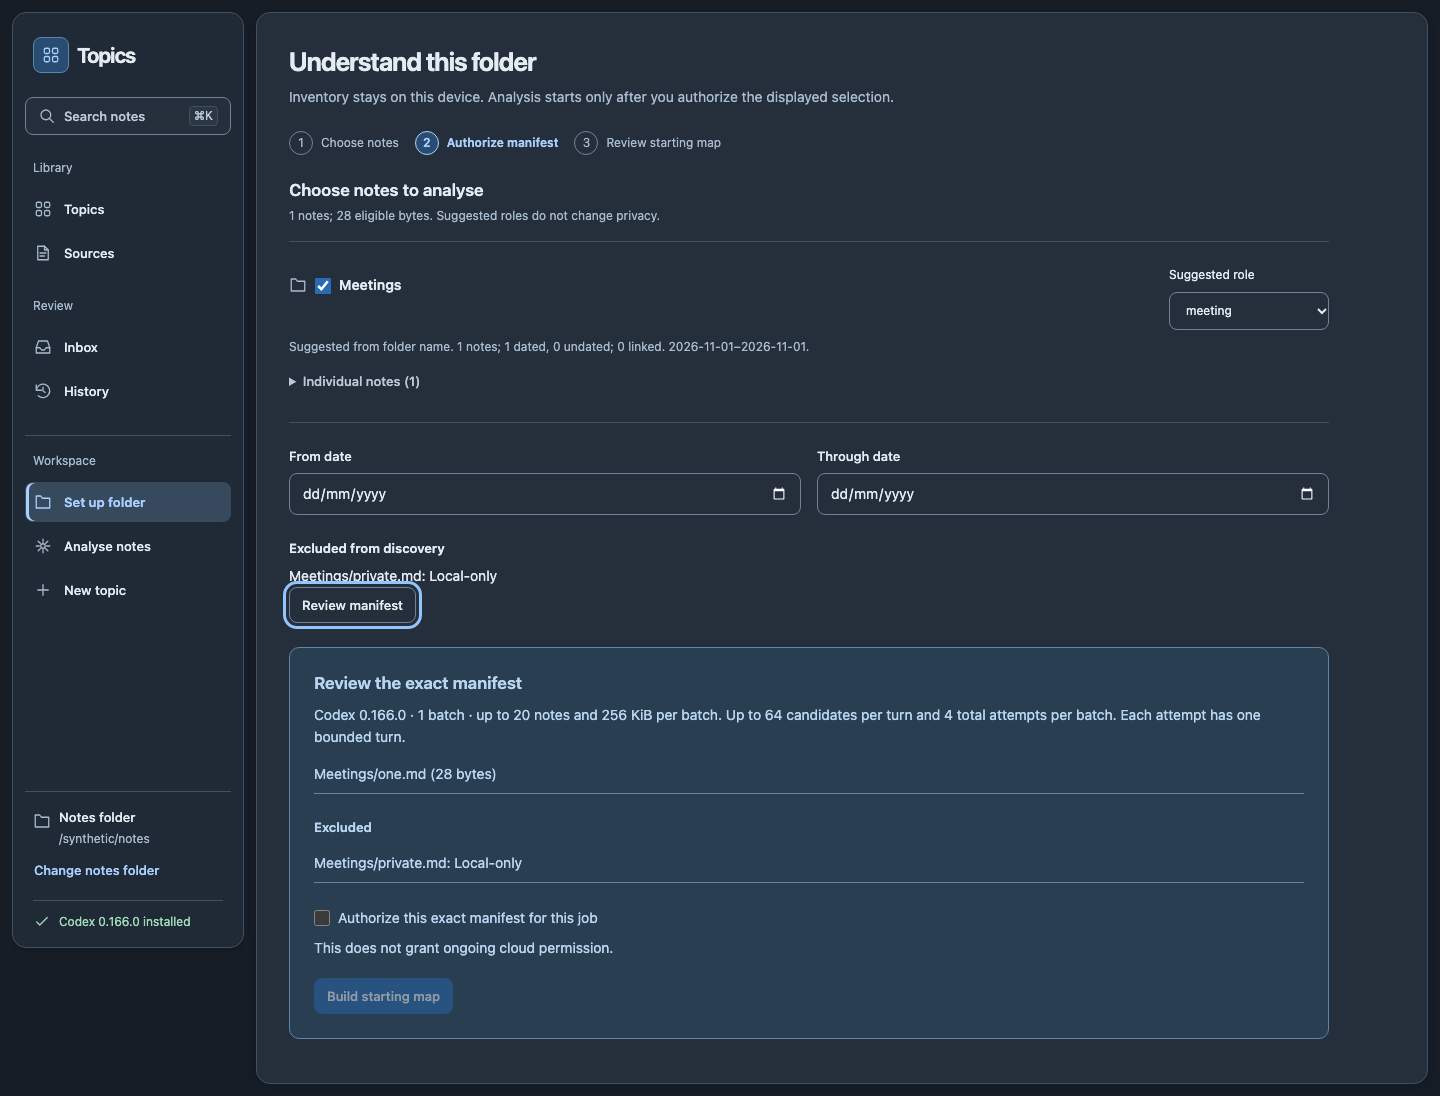 Topics
Search notes ⌘K
Library
Topics
Sources
Review
Inbox
History
Workspace
Set up folder
Analyse notes
New topic
Notes folder
/synthetic/notes
Change notes folder
Codex 0.166.0 installed
Understand this folder
Inventory stays on this device. Analysis starts only after you authorize the displayed selection.
1 Choose notes 2 Authorize manifest 3 Review starting map
Choose notes to analyse
1 notes; 28 eligible bytes. Suggested roles do not change privacy.
Meetings
Suggested role
meeting
Suggested from folder name. 1 notes; 1 dated, 0 undated; 0 linked. 2026-11-01–2026-11-01.
Individual notes (1)
From date
dd/mm/yyyy
Through date
dd/mm/yyyy
Excluded from discovery
Meetings/private.md: Local-only
Review manifest
Review the exact manifest
Codex 0.166.0 · 1 batch · up to 20 notes and 256 KiB per batch. Up to 64 candidates per turn and 4 total attempts per batch. Each attempt has one
bounded turn.
Meetings/one.md (28 bytes)
Excluded
Meetings/private.md: Local-only
Authorize this exact manifest for this job
This does not grant ongoing cloud permission.
Build starting map